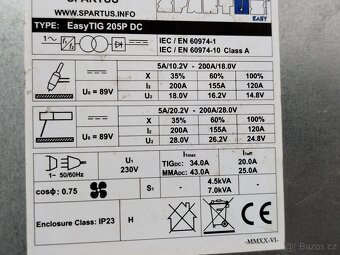 SPARTUS
www.SPARTUS.INFO
EASY
TYPE: EasyTIG 205P DC
1~
IEC / EN 60974-1
IEC / EN 60974-10 Class A
5A/10.2V - 200A/18.0V
X 35% 60% 100%
U₀ = 89V
I₂ 200A 155A 120A
U₂ 18.0V 16.2V 14.8V
5A/20.2V - 200A/28.0V
X 35% 60% 100%
U₀ = 89V
I₂ 200A 155A 120A
U₂ 28.0V 26.2V 24.8V
1~ 50/60Hz
U₁ 230V
I₁max I₁eff
TIGDC: 34.0A 20.0A
MMADC: 43.0A 25.0A
cosϕ: 0.75
S₁
4.5kVA
7.0kVA
Enclosure Class: IP23
H
CE
-MMXX-VI-
bazoš.cz